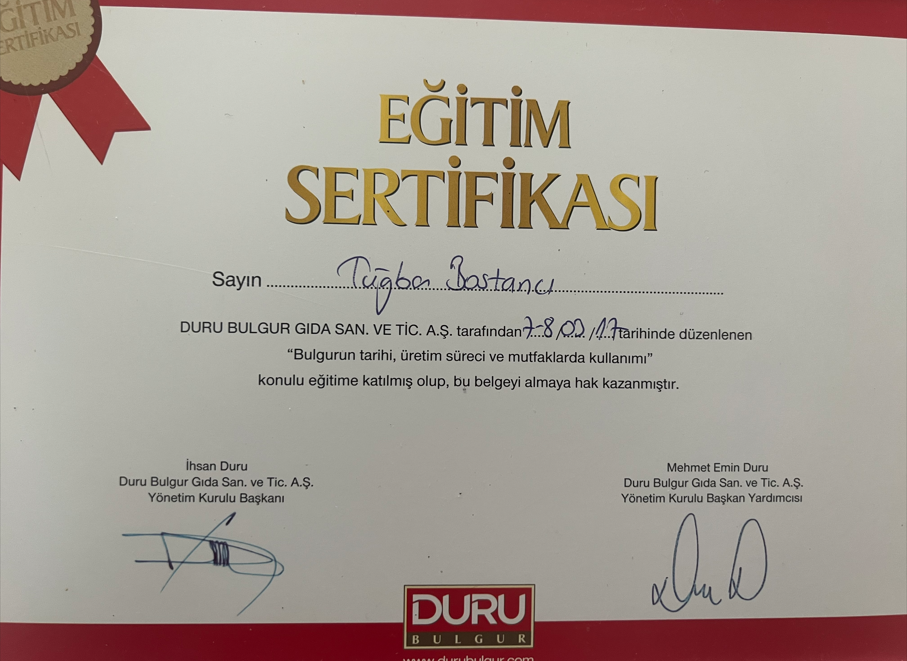 EĞİTİM
SERTİFİKASI
EĞİTİM
SERTİFİKASI
Sayın Tuğba Bostancı
DURU BULGUR GIDA SAN. VE TİC. A.Ş. tarafından 7-8 / /17 tarihinde düzenlenen
“Bulgurun tarihi, üretim süreci ve mutfaklarda kullanımı”
konulu eğitime katılmış olup, bu belgeyi almaya hak kazanmıştır.
İhsan Duru
Duru Bulgur Gıda San. ve Tic. A.Ş.
Yönetim Kurulu Başkanı
Mehmet Emin Duru
Duru Bulgur Gıda San. ve Tic. A.Ş.
Yönetim Kurulu Başkan Yardımcısı
DURU
BULGUR
www.durubulgur.com